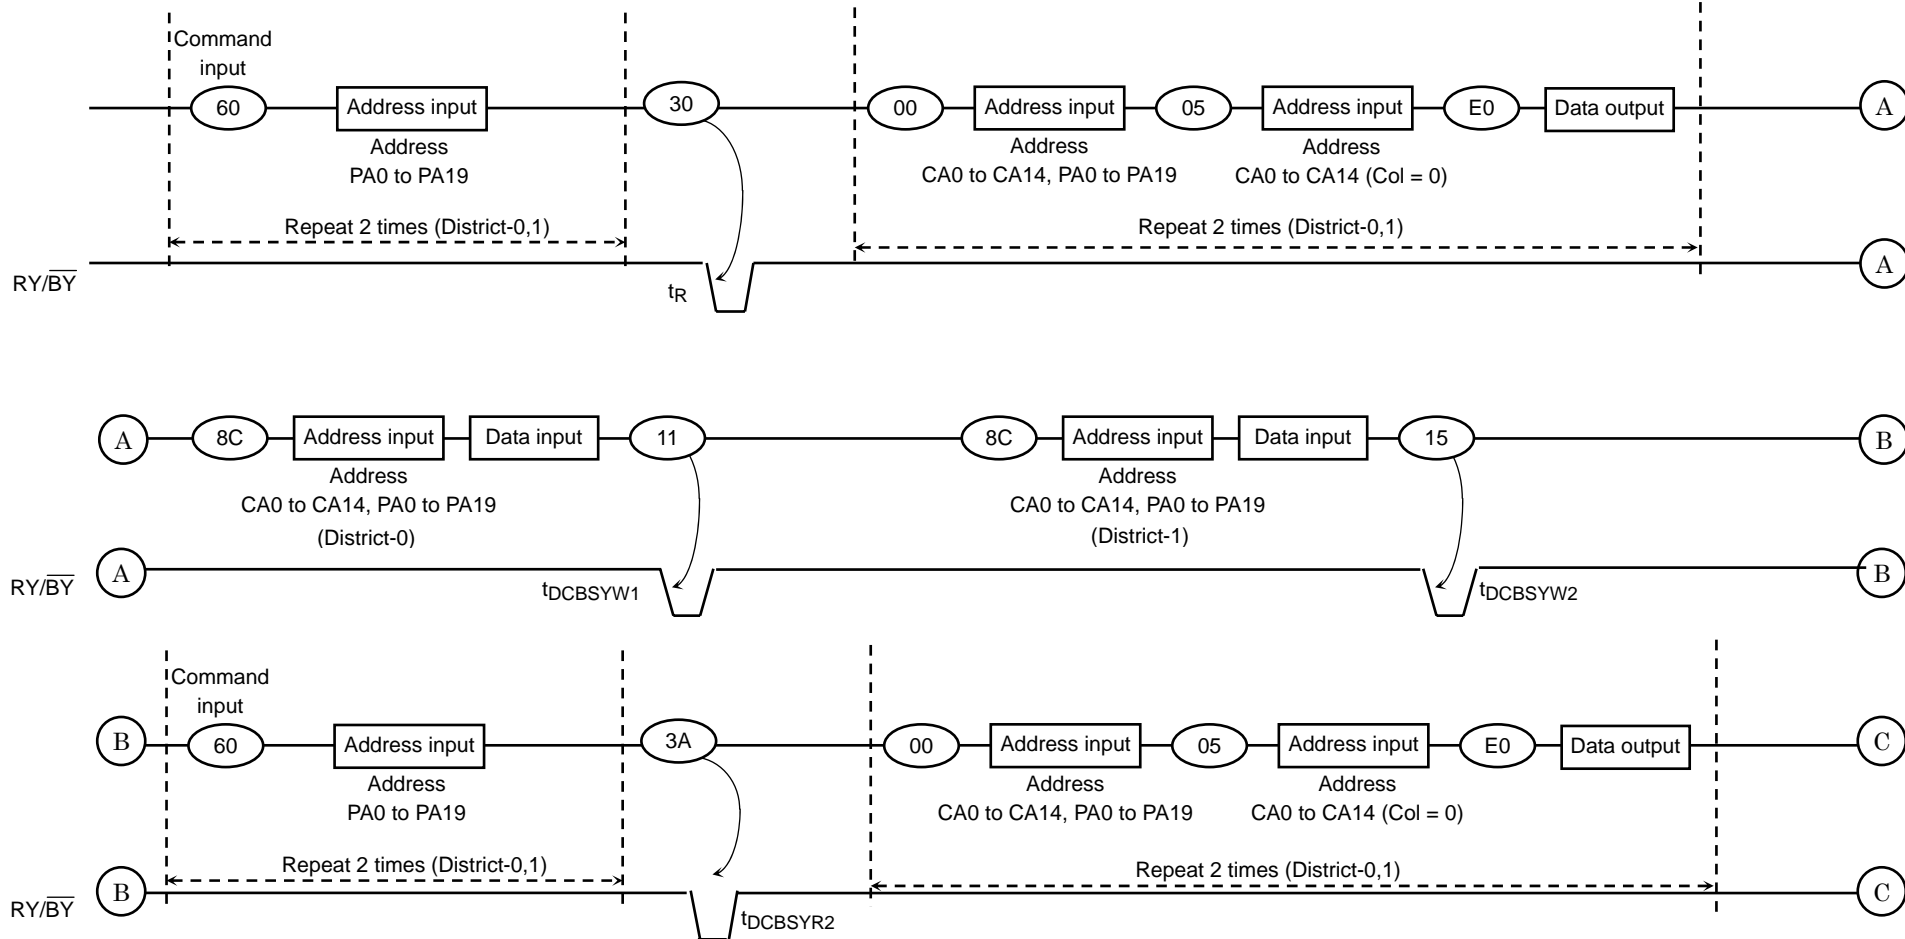 Command
input
60 Address input 30 00 Address input 05 Address input E0 Data output A
Address
PA0 to PA19
Address
CA0 to CA14, PA0 to PA19
Address
CA0 to CA14 (Col = 0)
Repeat 2 times (District-0,1)
Repeat 2 times (District-0,1)
RY/BY
tR
A
A 8C Address input Data input 11 8C Address input Data input 15 B
Address
CA0 to CA14, PA0 to PA19
(District-0)
Address
CA0 to CA14, PA0 to PA19
(District-1)
RY/BY A
tDCBSYW1
tDCBSYW2
B
Command
input
B 60 Address input 3A 00 Address input 05 Address input E0 Data output C
Address
PA0 to PA19
Address
CA0 to CA14, PA0 to PA19
Address
CA0 to CA14 (Col = 0)
Repeat 2 times (District-0,1)
Repeat 2 times (District-0,1)
RY/BY B
tDCBSYR2
C